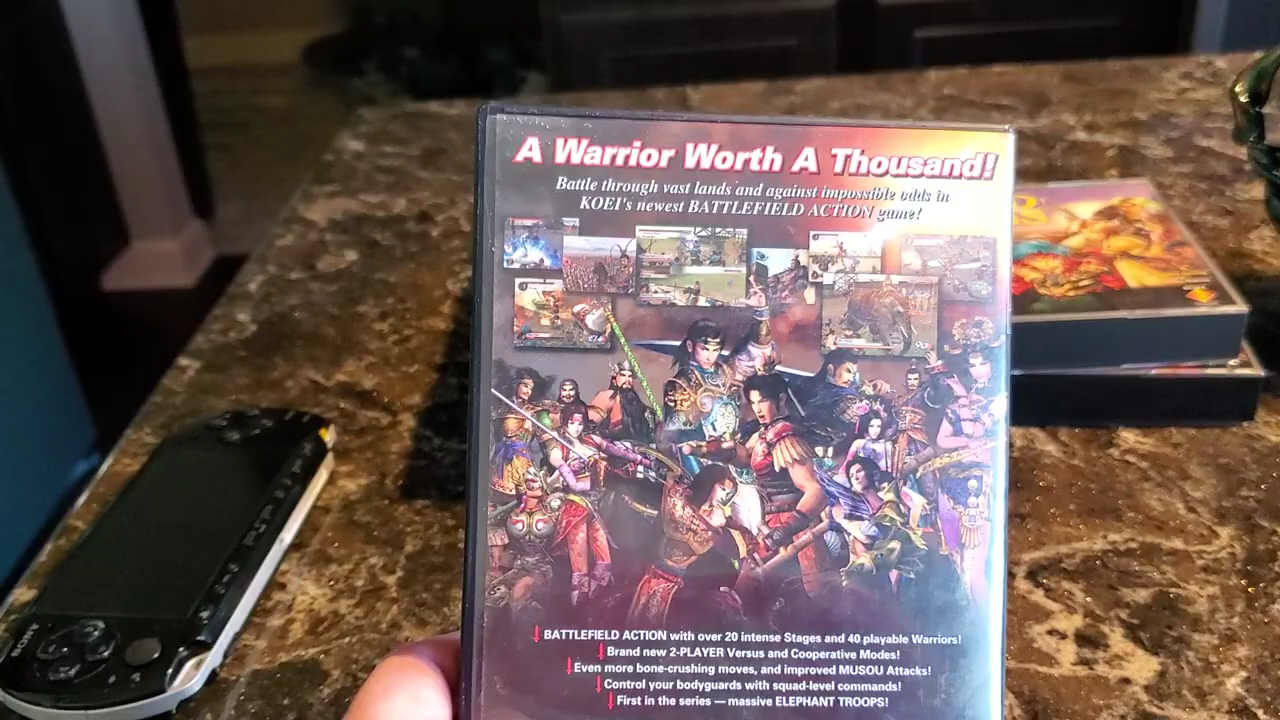 A Warrior Worth A Thousand!
Battle through vast lands and against impossible odds in
KOEI's newest BATTLEFIELD ACTION game!
BATTLEFIELD ACTION with over 20 intense Stages and 40 playable Warriors!
Brand new 2-PLAYER Versus and Cooperative Modes!
Even more bone-crushing moves, and improved MUSOU Attacks!
Control your bodyguards with squad-level commands!
First in the series — massive ELEPHANT TROOPS!
SONY